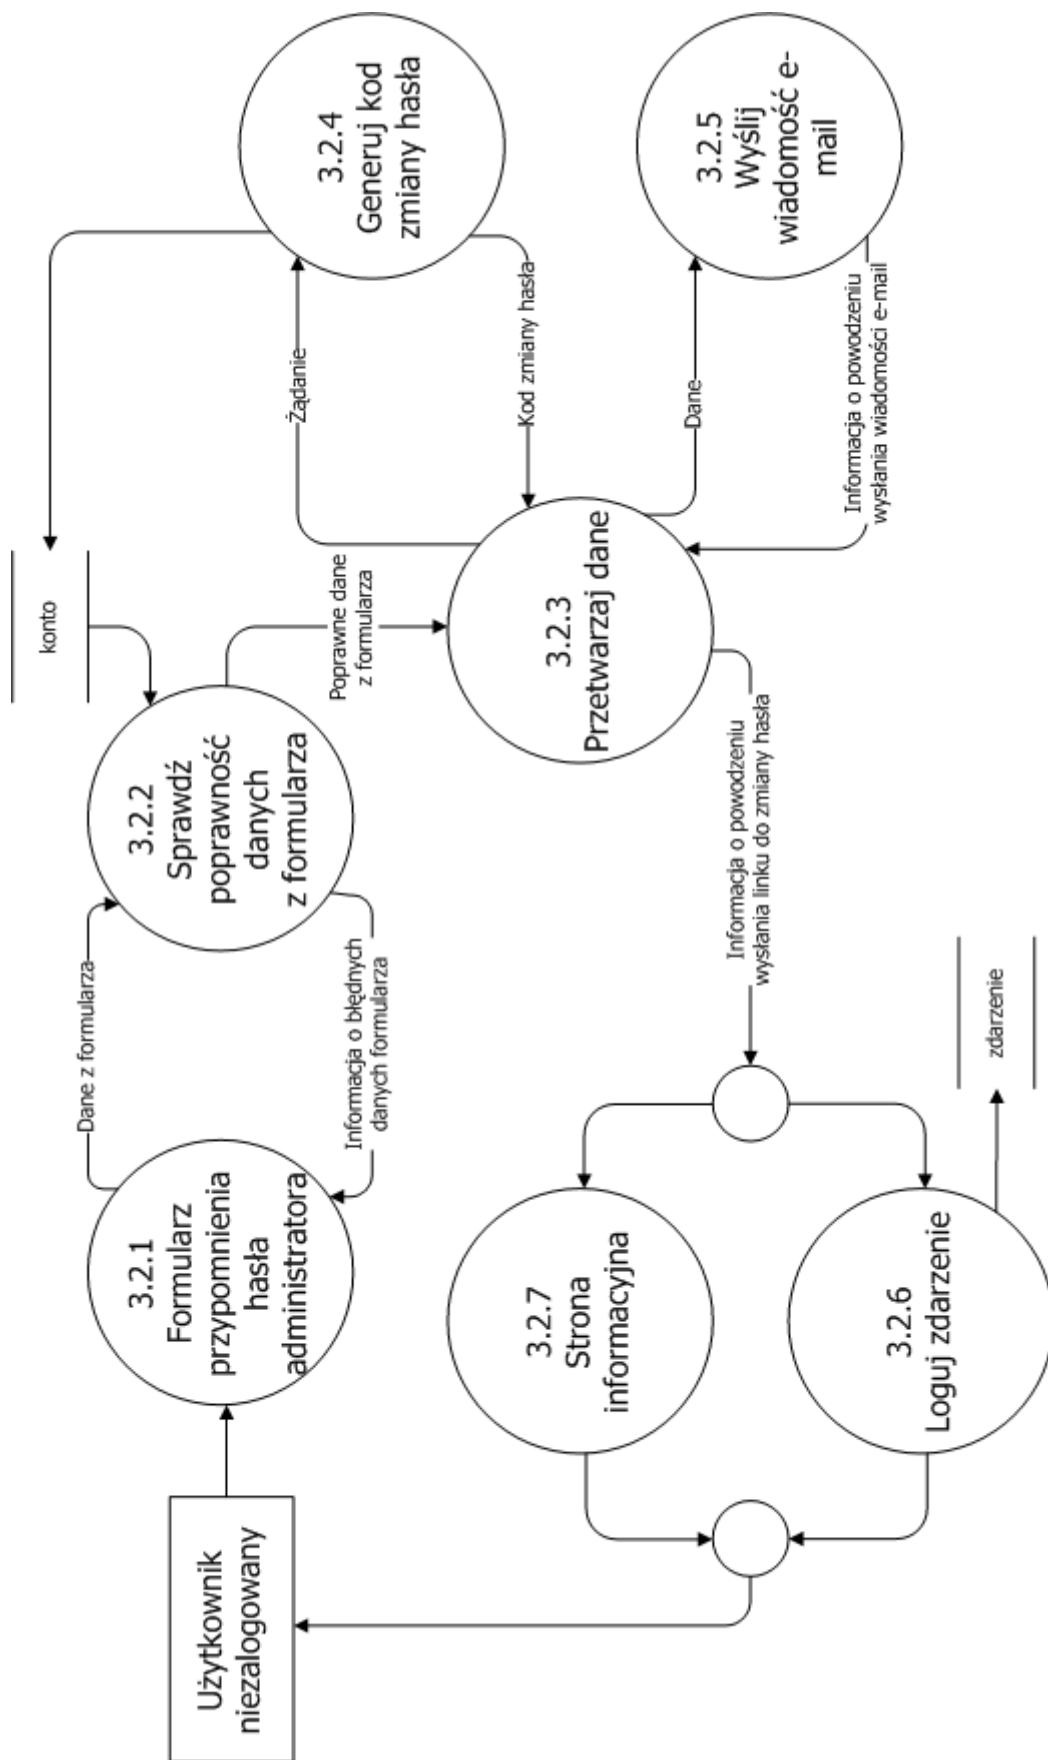 Użytkownik
niezalogowany
3.2.1
Formularz
przypomnienia
hasła
administratora
Dane z formularza
Informacja o błędnych
danych formularza
3.2.2
Sprawdź
poprawność
danych
z formularza
konto
Poprawne dane
z formularza
3.2.3
Przetwarzaj dane
Żądanie
Kod zmiany hasła
3.2.4
Generuj kod
zmiany hasła
Dane
Informacja o powodzeniu
wysłania wiadomości e-mail
3.2.5
Wyślij
wiadomość e-
mail
Informacja o powodzeniu
wysłania linku do zmiany hasła
3.2.7
Strona
informacyjna
3.2.6
Loguj zdarzenie
zdarzenie